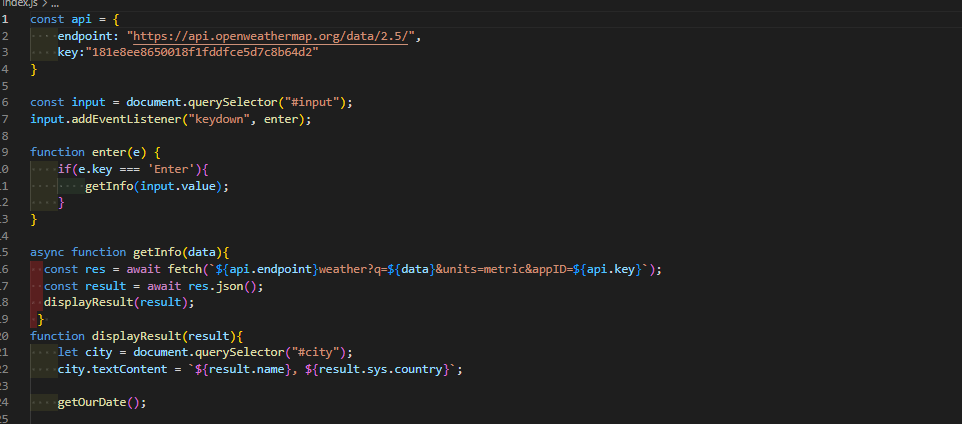 index.js > ...
1 const api = {
2 endpoint: "https://api.openweathermap.org/data/2.5/",
3 key:"181e8ee8650018f1fddfce5d7c8b64d2"
4 }
5
6 const input = document.querySelector("#input");
7 input.addEventListener("keydown", enter);
8
9 function enter(e) {
10 if(e.key === 'Enter'){
11 getInfo(input.value);
12 }
13 }
14
15 async function getInfo(data){
16 const res = await fetch(`${api.endpoint}weather?q=${data}&units=metric&appID=${api.key}`);
17 const result = await res.json();
18 displayResult(result);
19 }
20 function displayResult(result){
21 let city = document.querySelector("#city");
22 city.textContent = `${result.name}, ${result.sys.country}`;
23
24 getOurDate();
25